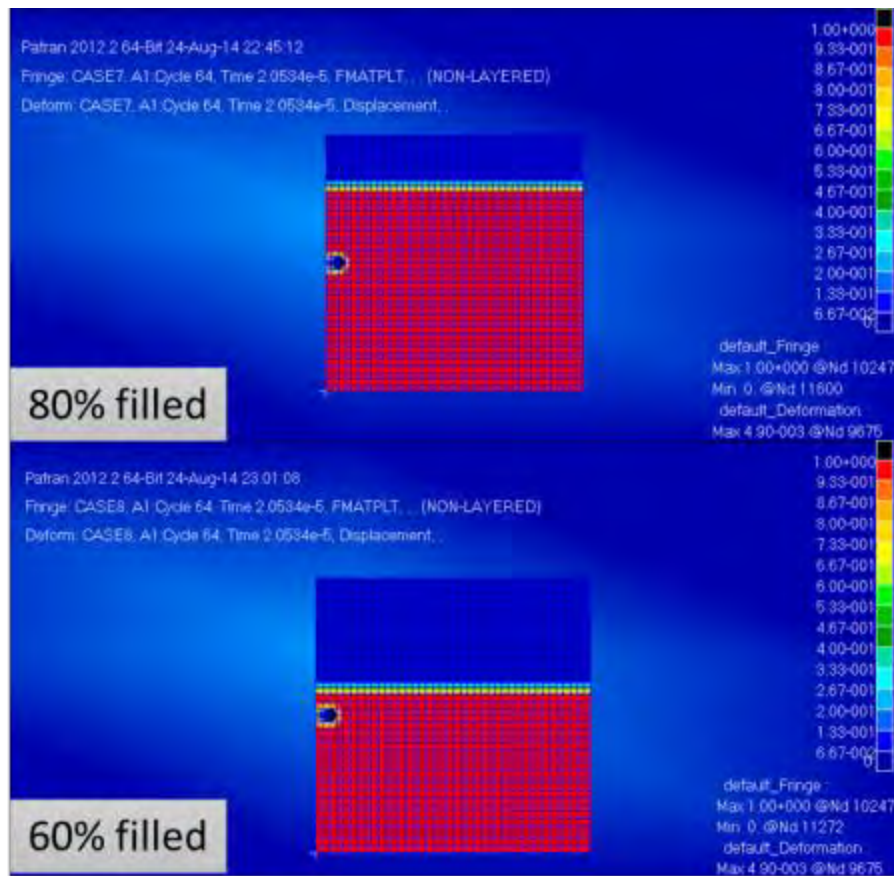 Patran 2012.2 64-Bit 24-Aug-14 22:45:12
Fringe: CASE7, A1:Cycle 64, Time 2.0534e-5, FMATPLT, , (NON-LAYERED)
Deform: CASE7, A1:Cycle 64, Time 2.0534e-5, Displacement, ,
1.00+000
9.33-001
8.67-001
8.00-001
7.33-001
6.67-001
6.00-001
5.33-001
4.67-001
4.00-001
3.33-001
2.67-001
2.00-001
1.33-001
6.67-002
0.
default_Fringe :
Max 1.00+000 @Nd 10247
Min 0. @Nd 11600
default_Deformation :
Max 4.90-003 @Nd 9675
80% filled
Patran 2012.2 64-Bit 24-Aug-14 23:01:08
Fringe: CASE8, A1:Cycle 64, Time 2.0534e-5, FMATPLT, , (NON-LAYERED)
Deform: CASE8, A1:Cycle 64, Time 2.0534e-5, Displacement, ,
1.00+000
9.33-001
8.67-001
8.00-001
7.33-001
6.67-001
6.00-001
5.33-001
4.67-001
4.00-001
3.33-001
2.67-001
2.00-001
1.33-001
6.67-002
0.
default_Fringe :
Max 1.00+000 @Nd 10247
Min 0. @Nd 11272
default_Deformation :
Max 4.90-003 @Nd 9675
60% filled